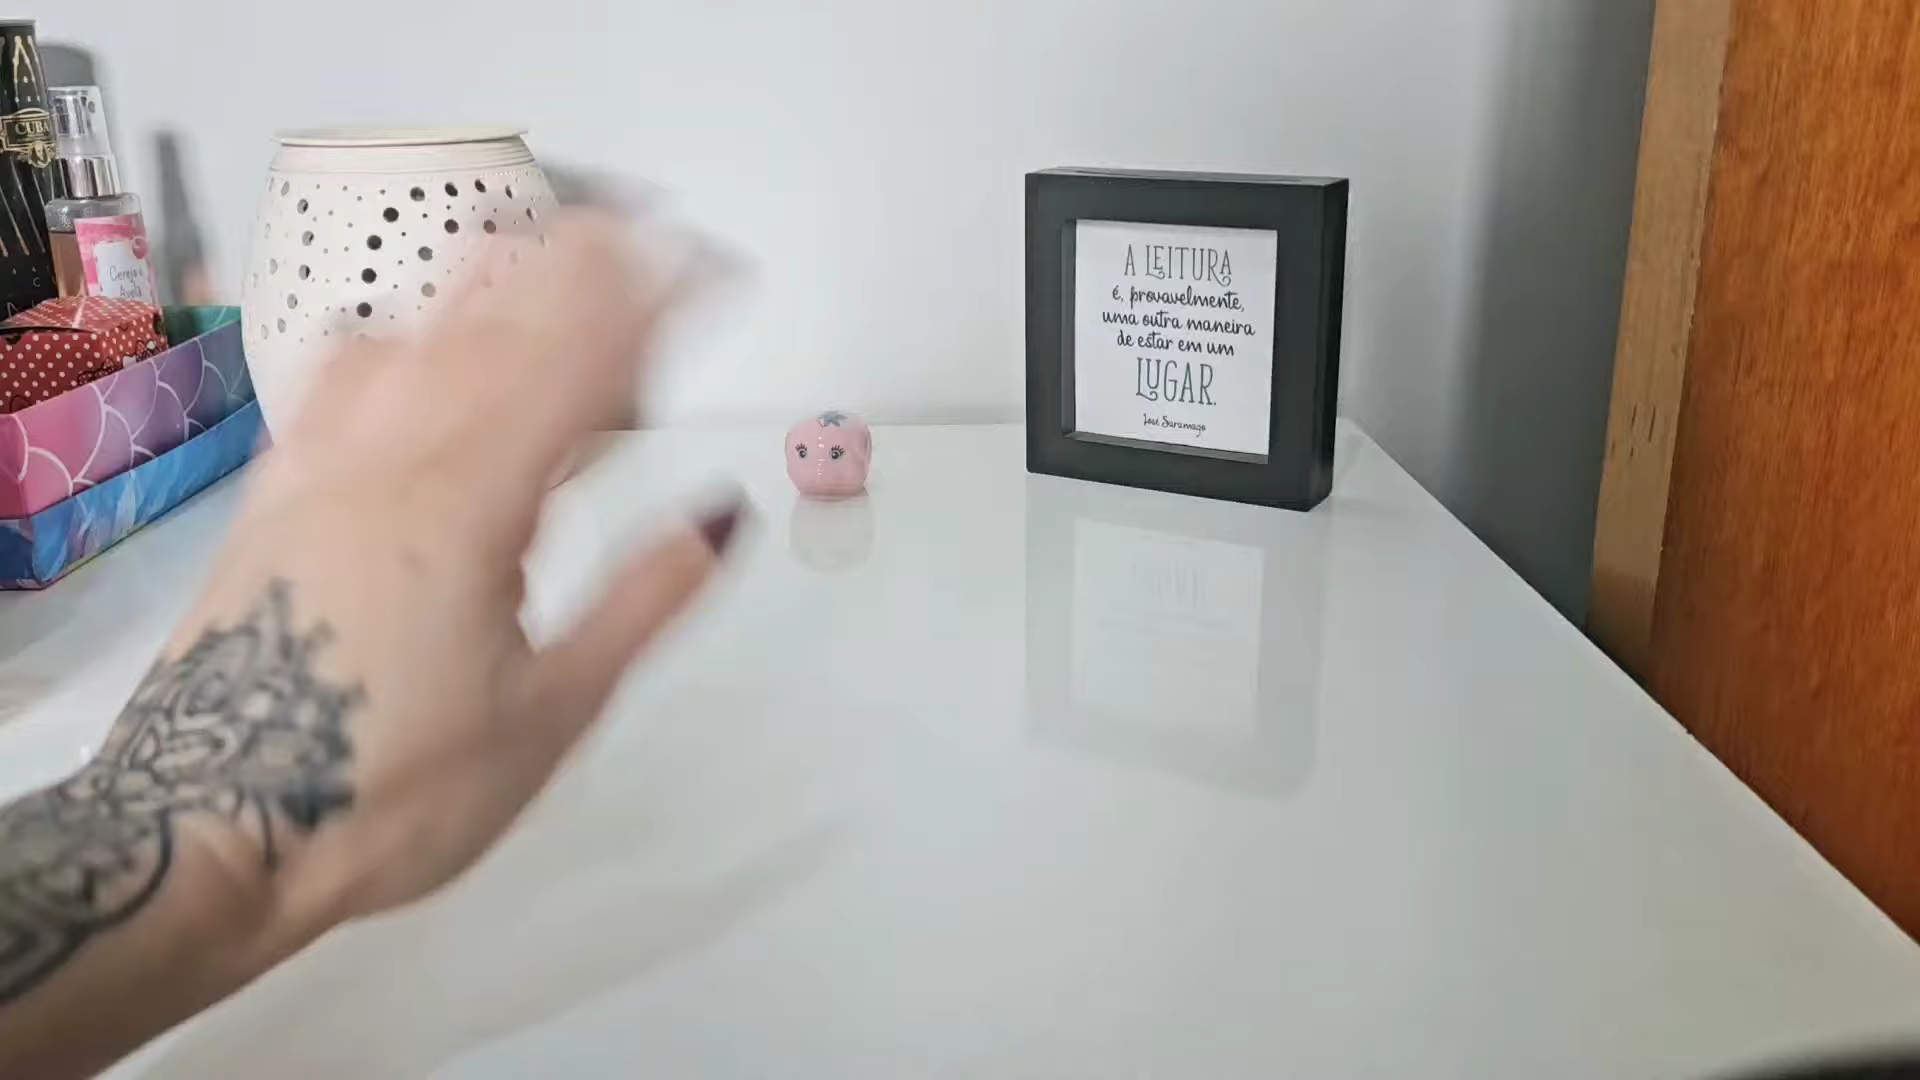 CUBA
Cereja e
Avelã
A LEITURA
é, provavelmente,
uma outra maneira
de estar em um
LUGAR.
José Saramago